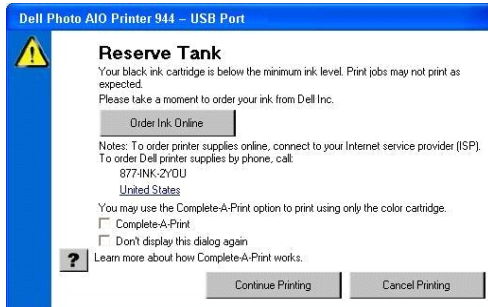 Dell Photo AIO Printer 944 – USB Port
Reserve Tank
Your black ink cartridge is below the minimum ink level. Print jobs may not print as
expected.
Please take a moment to order your ink from Dell Inc.
Order Ink Online
Notes: To order printer supplies online, connect to your Internet service provider (ISP).
To order Dell printer supplies by phone, call:
877-INK-2YOU
United States
You may use the Complete-A-Print option to print using only the color cartridge.
Complete-A-Print
Don't display this dialog again
? Learn more about how Complete-A-Print works.
Continue Printing
Cancel Printing